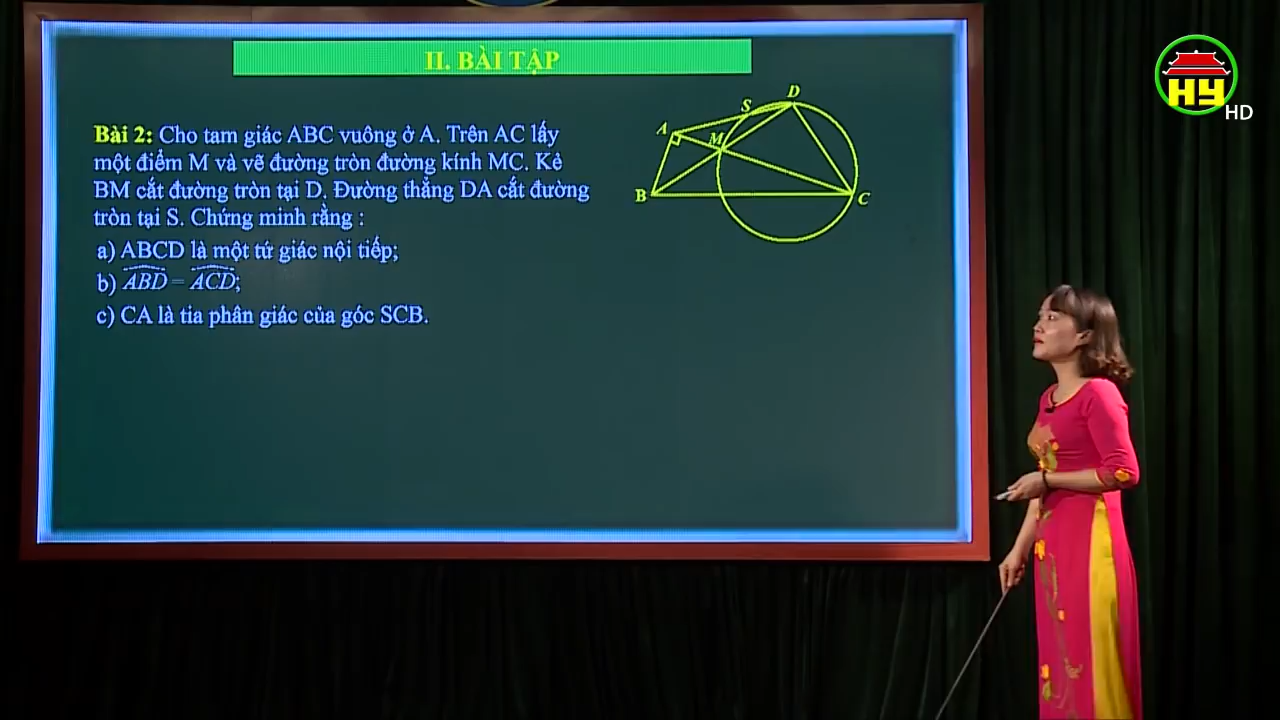 II. BÀI TẬP
Bài 2: Cho tam giác ABC vuông ở A. Trên AC lấy
một điểm M và vẽ đường tròn đường kính MC. Kẻ
BM cắt đường tròn tại D. Đường thẳng DA cắt đường
tròn tại S. Chứng minh rằng :
a) ABCD là một tứ giác nội tiếp;
b) ABD = ACD;
c) CA là tia phân giác của góc SCB.
D
S
A
M
B
C
HY
HD